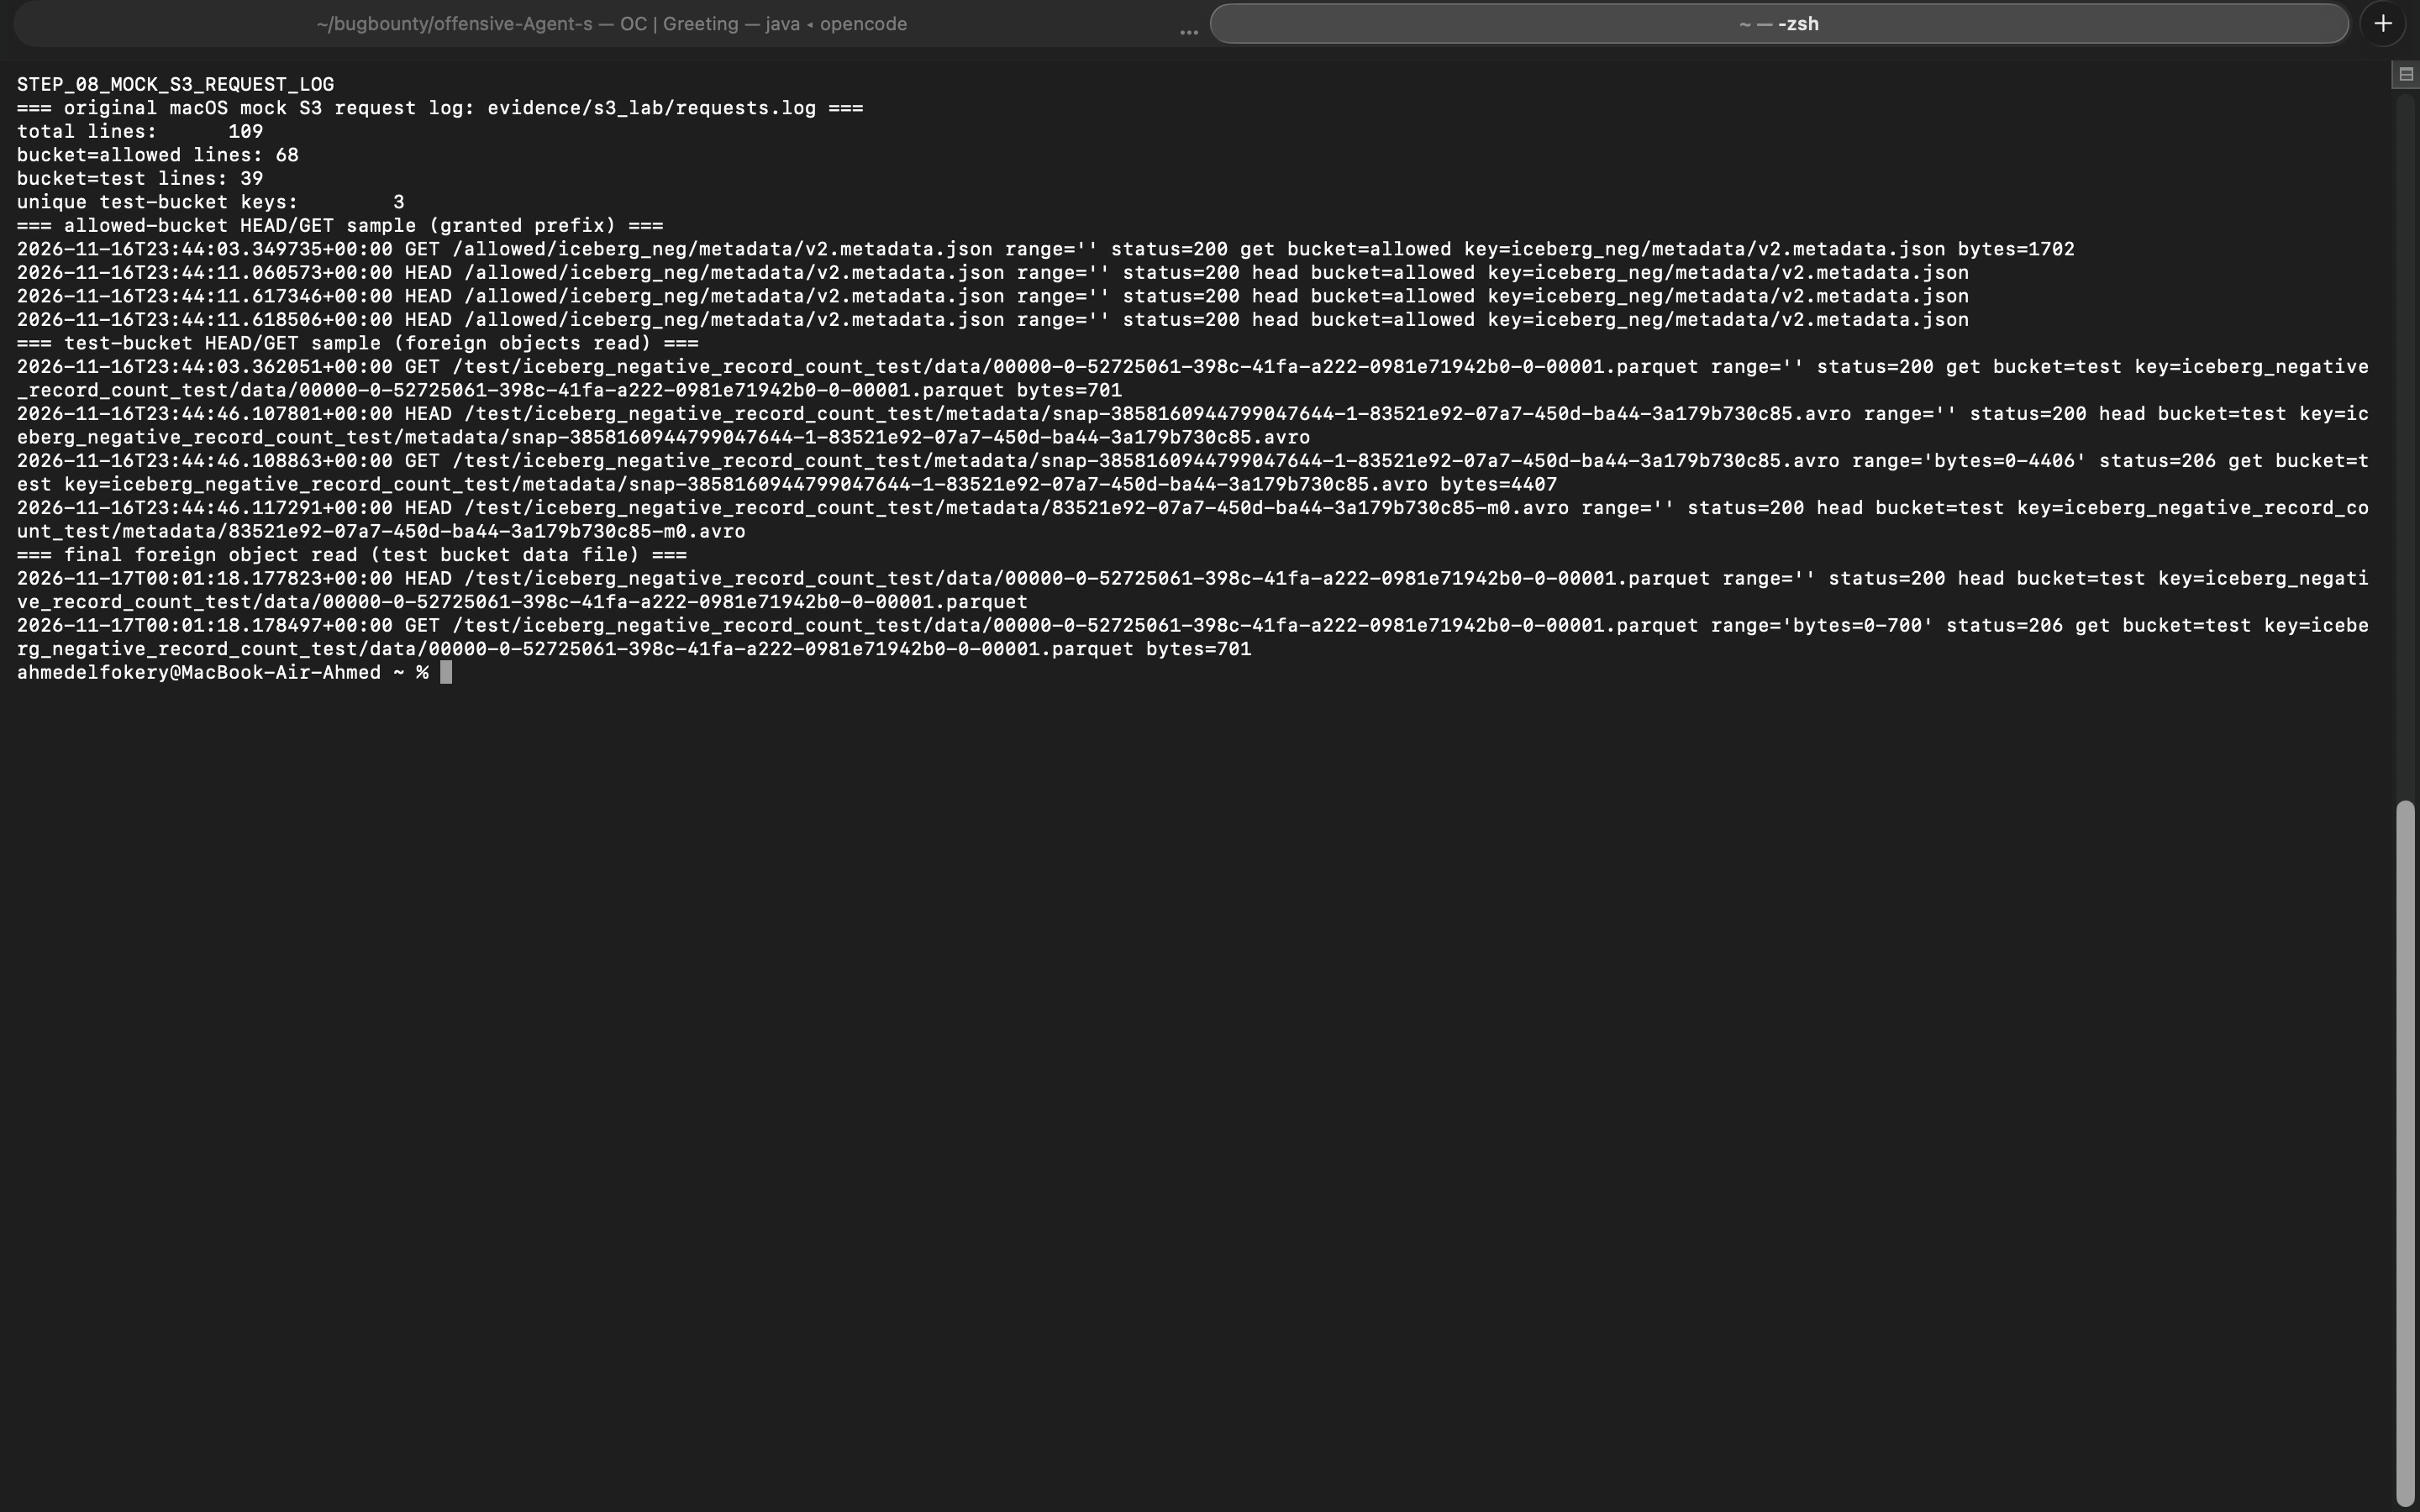 ~/bugbounty/offensive-Agent-s — OC | Greeting — java ◂ opencode
...
~ — -zsh
+
STEP_08_MOCK_S3_REQUEST_LOG
=== original macOS mock S3 request log: evidence/s3_lab/requests.log ===
total lines:      109
bucket=allowed lines: 68
bucket=test lines: 39
unique test-bucket keys:        3
=== allowed-bucket HEAD/GET sample (granted prefix) ===
2026-11-16T23:44:03.349735+00:00 GET /allowed/iceberg_neg/metadata/v2.metadata.json range='' status=200 get bucket=allowed key=iceberg_neg/metadata/v2.metadata.json bytes=1702
2026-11-16T23:44:11.060573+00:00 HEAD /allowed/iceberg_neg/metadata/v2.metadata.json range='' status=200 head bucket=allowed key=iceberg_neg/metadata/v2.metadata.json
2026-11-16T23:44:11.617346+00:00 HEAD /allowed/iceberg_neg/metadata/v2.metadata.json range='' status=200 head bucket=allowed key=iceberg_neg/metadata/v2.metadata.json
2026-11-16T23:44:11.618506+00:00 HEAD /allowed/iceberg_neg/metadata/v2.metadata.json range='' status=200 head bucket=allowed key=iceberg_neg/metadata/v2.metadata.json
=== test-bucket HEAD/GET sample (foreign objects read) ===
2026-11-16T23:44:03.362051+00:00 GET /test/iceberg_negative_record_count_test/data/00000-0-52725061-398c-41fa-a222-0981e71942b0-0-00001.parquet range='' status=200 get bucket=test key=iceberg_negative
_record_count_test/data/00000-0-52725061-398c-41fa-a222-0981e71942b0-0-00001.parquet bytes=701
2026-11-16T23:44:46.107801+00:00 HEAD /test/iceberg_negative_record_count_test/metadata/snap-3858160944799047644-1-83521e92-07a7-450d-ba44-3a179b730c85.avro range='' status=200 head bucket=test key=ic
eberg_negative_record_count_test/metadata/snap-3858160944799047644-1-83521e92-07a7-450d-ba44-3a179b730c85.avro
2026-11-16T23:44:46.108863+00:00 GET /test/iceberg_negative_record_count_test/metadata/snap-3858160944799047644-1-83521e92-07a7-450d-ba44-3a179b730c85.avro range='bytes=0-4406' status=206 get bucket=t
est key=iceberg_negative_record_count_test/metadata/snap-3858160944799047644-1-83521e92-07a7-450d-ba44-3a179b730c85.avro bytes=4407
2026-11-16T23:44:46.117291+00:00 HEAD /test/iceberg_negative_record_count_test/metadata/83521e92-07a7-450d-ba44-3a179b730c85-m0.avro range='' status=200 head bucket=test key=iceberg_negative_record_co
unt_test/metadata/83521e92-07a7-450d-ba44-3a179b730c85-m0.avro
=== final foreign object read (test bucket data file) ===
2026-11-17T00:01:18.177823+00:00 HEAD /test/iceberg_negative_record_count_test/data/00000-0-52725061-398c-41fa-a222-0981e71942b0-0-00001.parquet range='' status=200 head bucket=test key=iceberg_negati
ve_record_count_test/data/00000-0-52725061-398c-41fa-a222-0981e71942b0-0-00001.parquet
2026-11-17T00:01:18.178497+00:00 GET /test/iceberg_negative_record_count_test/data/00000-0-52725061-398c-41fa-a222-0981e71942b0-0-00001.parquet range='bytes=0-700' status=206 get bucket=test key=icebe
rg_negative_record_count_test/data/00000-0-52725061-398c-41fa-a222-0981e71942b0-0-00001.parquet bytes=701
ahmedelfokery@MacBook-Air-Ahmed ~ %